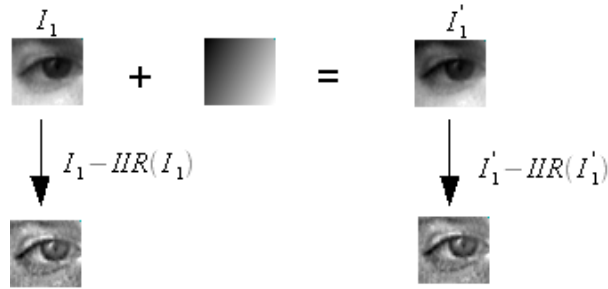 I₁ I₁'
+ =
I₁ − IIR(I₁) I₁' − IIR(I₁')